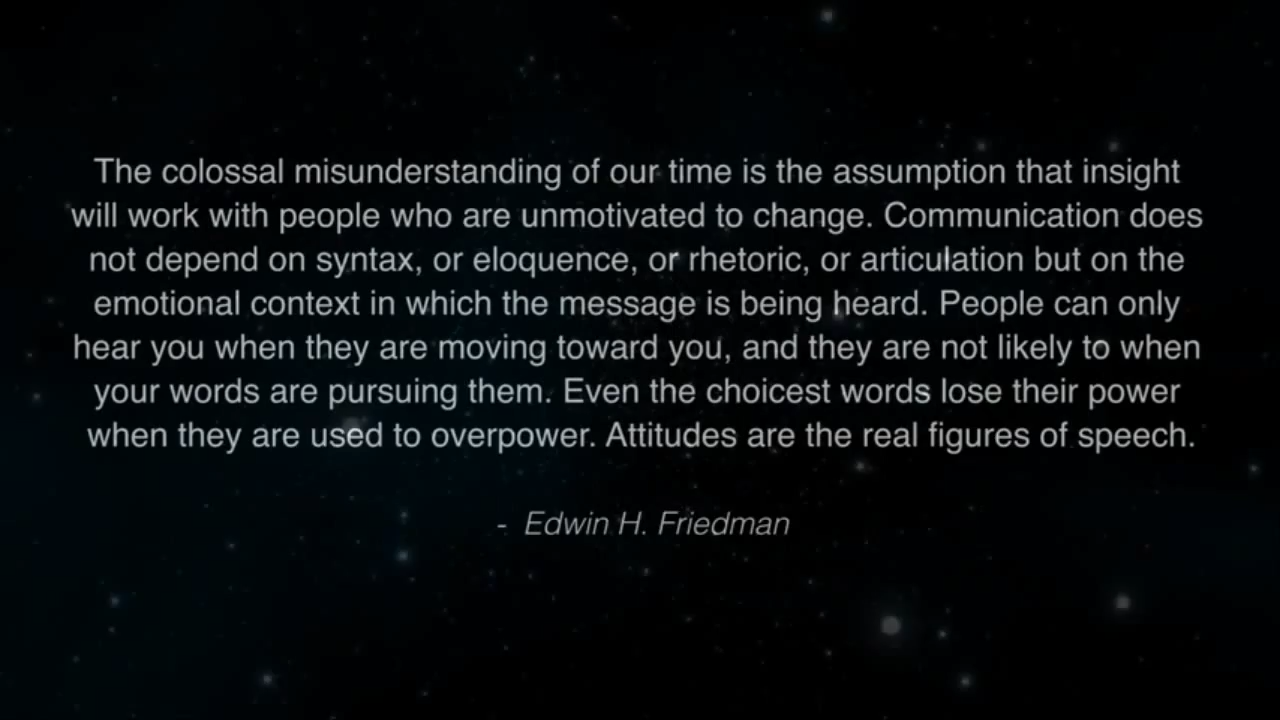 The colossal misunderstanding of our time is the assumption that insight
will work with people who are unmotivated to change. Communication does
not depend on syntax, or eloquence, or rhetoric, or articulation but on the
emotional context in which the message is being heard. People can only
hear you when they are moving toward you, and they are not likely to when
your words are pursuing them. Even the choicest words lose their power
when they are used to overpower. Attitudes are the real figures of speech.
- Edwin H. Friedman